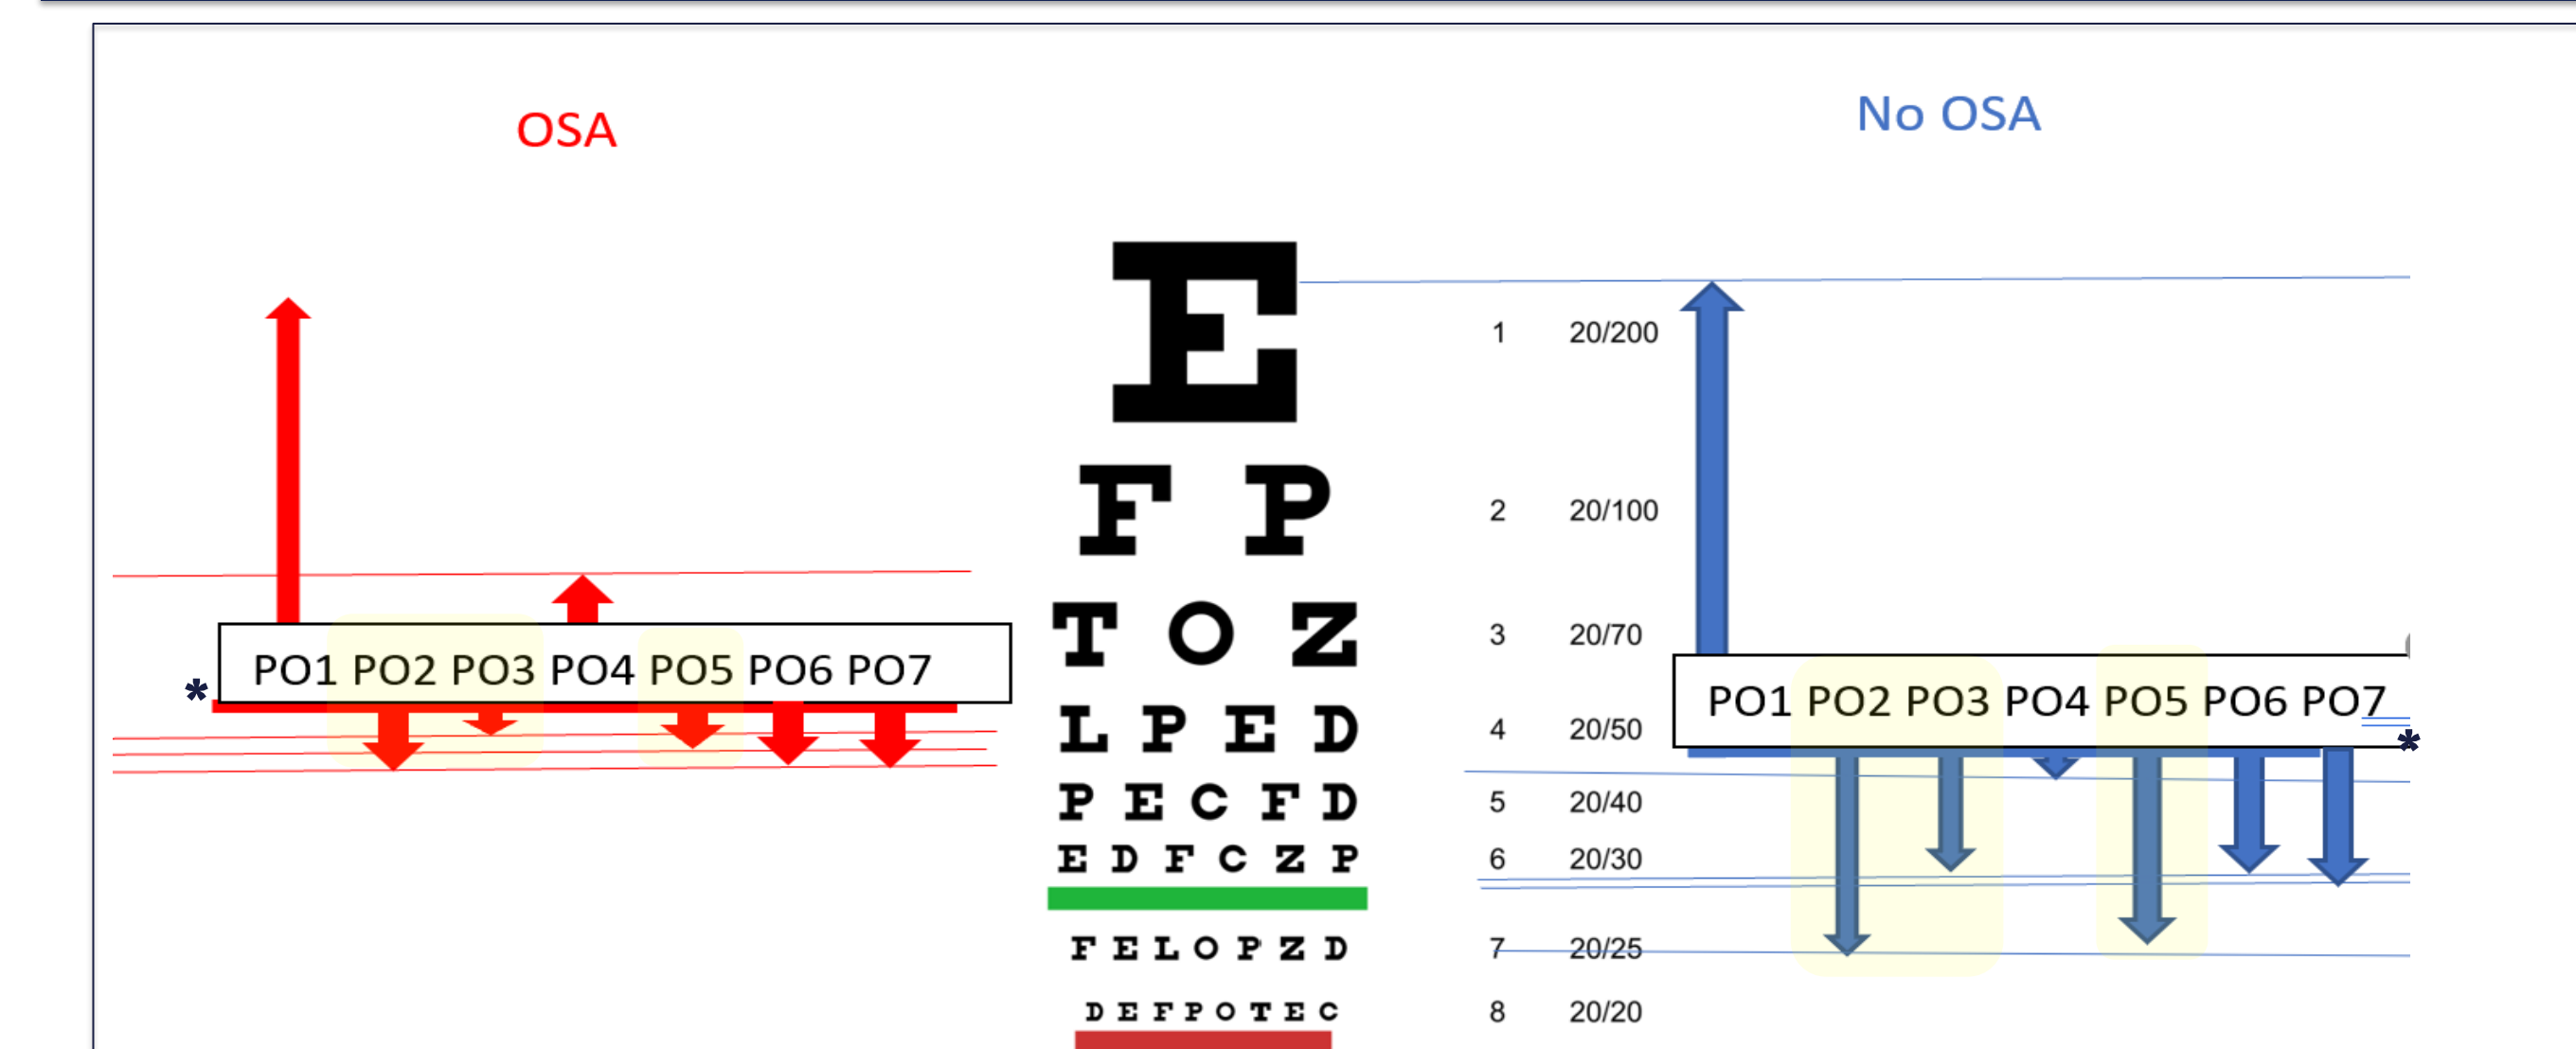 OSA
No OSA
E
1 20/200
F P
2 20/100
T O Z
3 20/70
PO1 PO2 PO3 PO4 PO5 PO6 PO7
*
PO1 PO2 PO3 PO4 PO5 PO6 PO7
*
L P E D
4 20/50
P E C F D
5 20/40
E D F C Z P
6 20/30
F E L O P Z D
7 20/25
D E F P O T E C
8 20/20